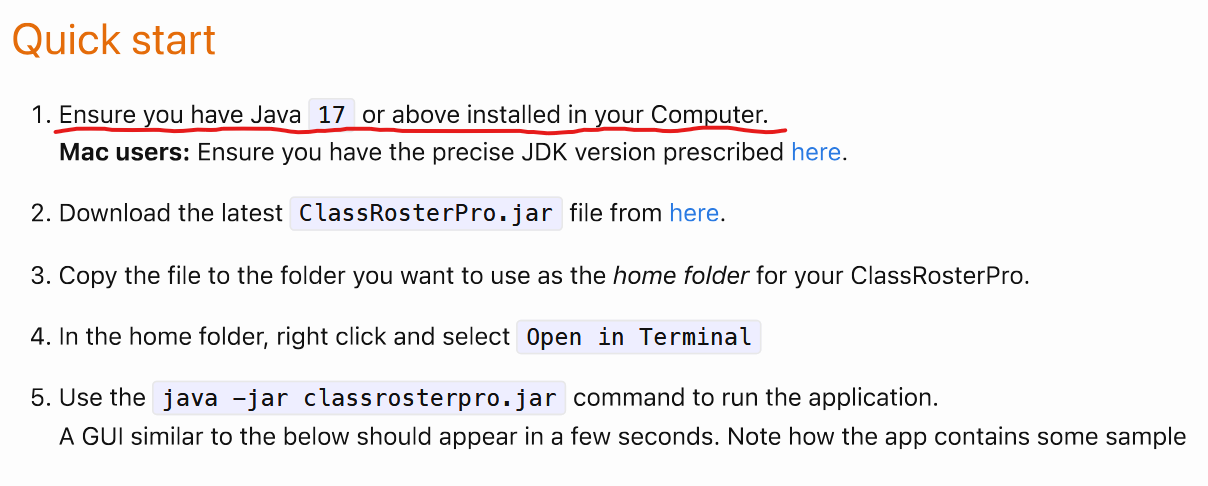 Quick start
1. Ensure you have Java 17 or above installed in your Computer.
Mac users: Ensure you have the precise JDK version prescribed here.
2. Download the latest ClassRosterPro.jar file from here.
3. Copy the file to the folder you want to use as the home folder for your ClassRosterPro.
4. In the home folder, right click and select Open in Terminal
5. Use the java -jar classrosterpro.jar command to run the application.
A GUI similar to the below should appear in a few seconds. Note how the app contains some sample